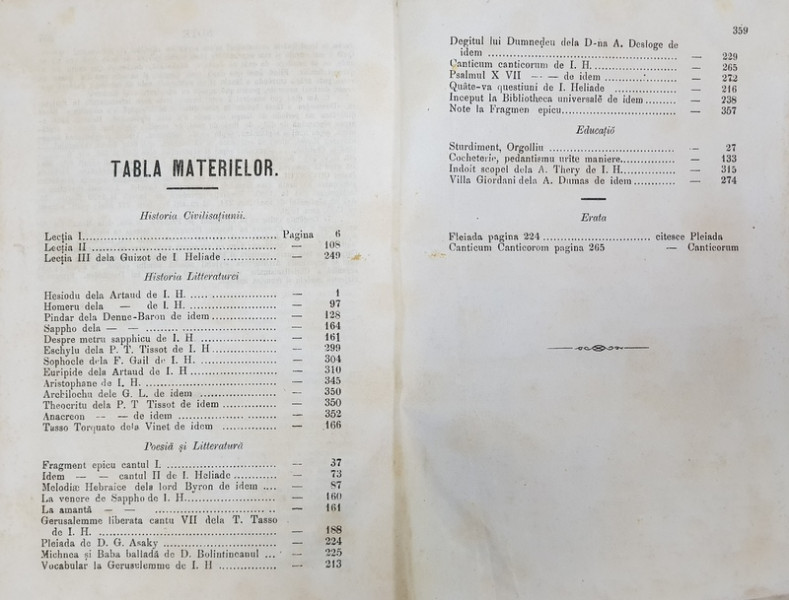 TABLA MATERIELOR.
Historia Civilisațiunii.
Lecția I ........ Pagina 6
Lecția II ........ — 108
Lecția III dela Guizot de I Heliade ........ — 249
Historia Litteraturei
Hesiodu dela Artaud de I. H. ........ — 1
Homeru dela — de I. H. ........ — 97
Pindar dela Denne-Baron de idem ........ — 128
Sappho dela — — ........ — 164
Despre metru sapphicu de I. H ........ — 161
Eschylu dela P. T. Tissot de I. H ........ — 299
Sophocle dela F. Gail de I. H. ........ — 304
Euripide dela Artaud de I. H ........ — 310
Aristophane de I. H. ........ — 345
Archilochu dele G. L. de idem ........ — 350
Theocritu dela P. T Tissot de idem ........ — 350
Anacreon — — de idem ........ — 352
Tasso Torquato dela Vinet de idem ........ — 166
Poesiă și Litteratură
Fragment epicu cantul I. ........ — 37
Idem — — cantul II de I. Heliade ........ — 73
Melodiæ Hebraice dela lord Byron de idem .... — 87
La venere de Sappho de I. H. ........ — 160
La amantă — — ........ — 161
Gerusalemme liberata cantu VII dela T. Tasso
de I. H. ........ — 188
Pleiada de D. G. Asaky ........ — 224
Michnea și Baba balladă de D. Bolintineanul ... — 225
Vocabular la Geruselemme de I. H ........ — 213
359
Degitul lui Dumneḑeu dela D-na A. Desloge de
idem ........ — 229
Canticum canticorum de I. H. ........ — 265
Psalmul X VII — — de idem ........ — 272
Quâte-va questiuni de I. Heliade ........ — 216
Inceput la Bibliotheca universalĕ de idem ........ — 238
Note la Fragmen epicu ........ — 357
Educațiŏ
Sturdiment, Orgolliu ........ — 27
Cocheterie, pedantismu urîte maniere ........ — 133
Indoit scopel dela A. Thery de I. H. ........ — 315
Villa Giordani dela A. Dumas de idem ........ — 274
Erata
Fleiada pagina 224 ........ citesce Pleiada
Canticum Canticorom pagina 265 — Canticorum